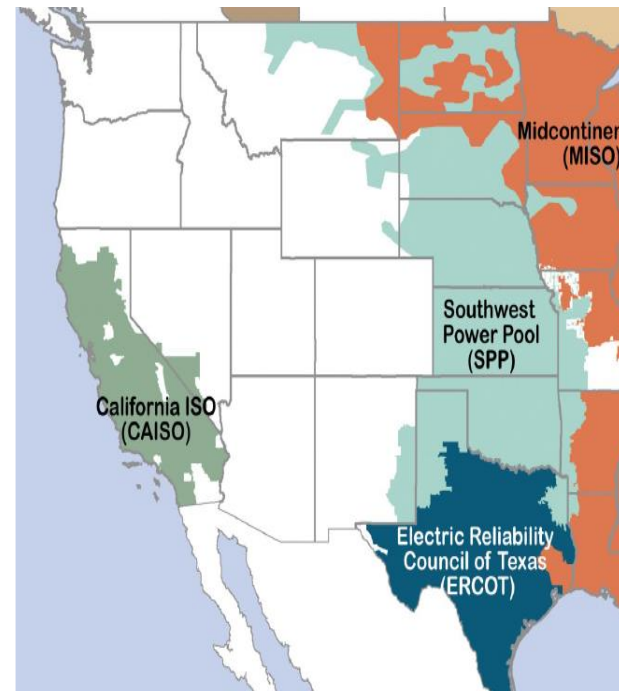 Midcontinen
(MISO)
Southwest
Power Pool
(SPP)
California ISO
(CAISO)
Electric Reliability
Council of Texas
(ERCOT)